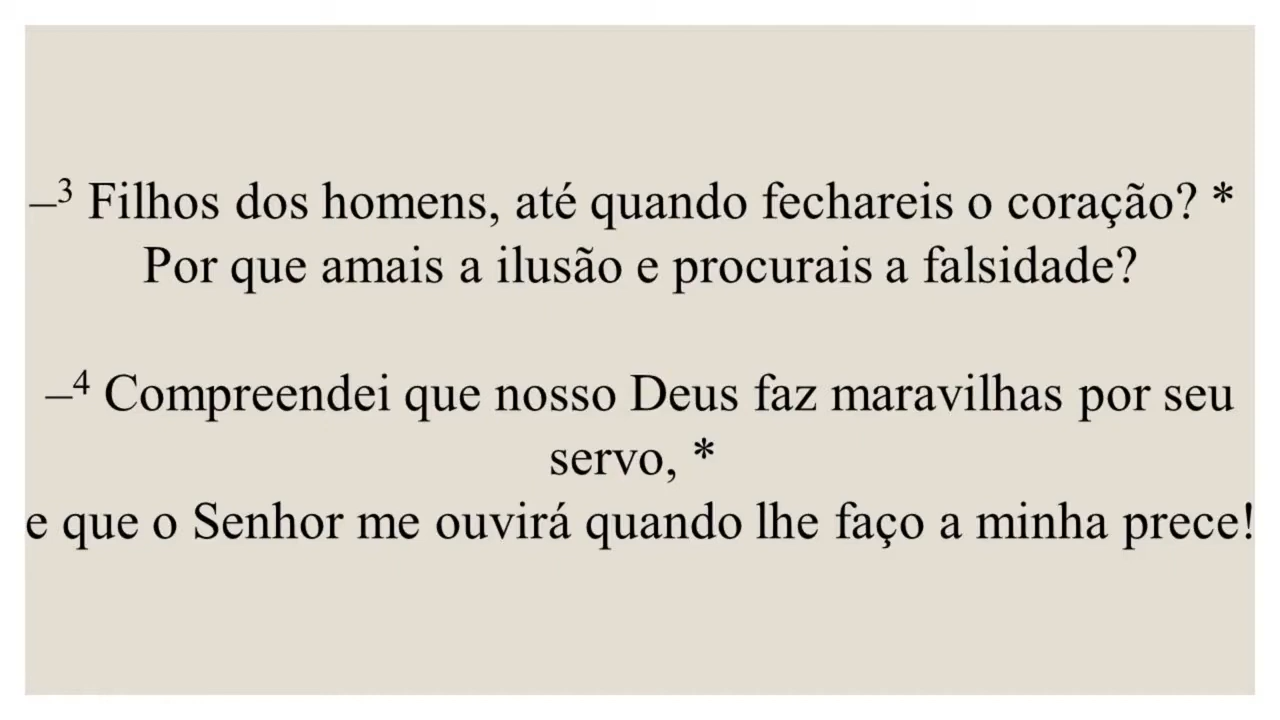 –³ Filhos dos homens, até quando fechareis o coração? *
Por que amais a ilusão e procurais a falsidade?
–⁴ Compreendei que nosso Deus faz maravilhas por seu
servo, *
e que o Senhor me ouvirá quando lhe faço a minha prece!